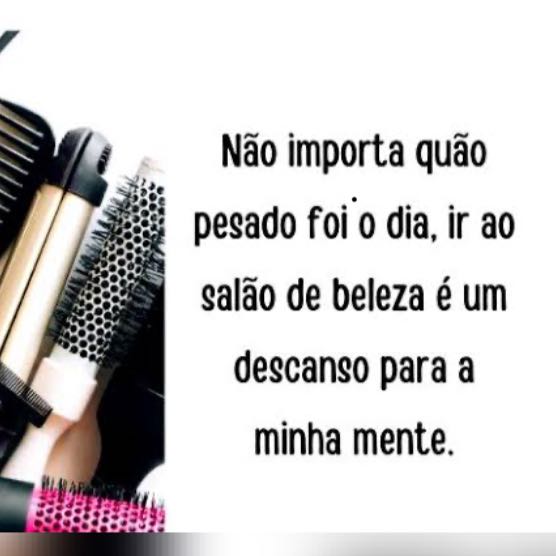 Não importa quão
pesado foi o dia, ir ao
salão de beleza é um
descanso para a
minha mente.